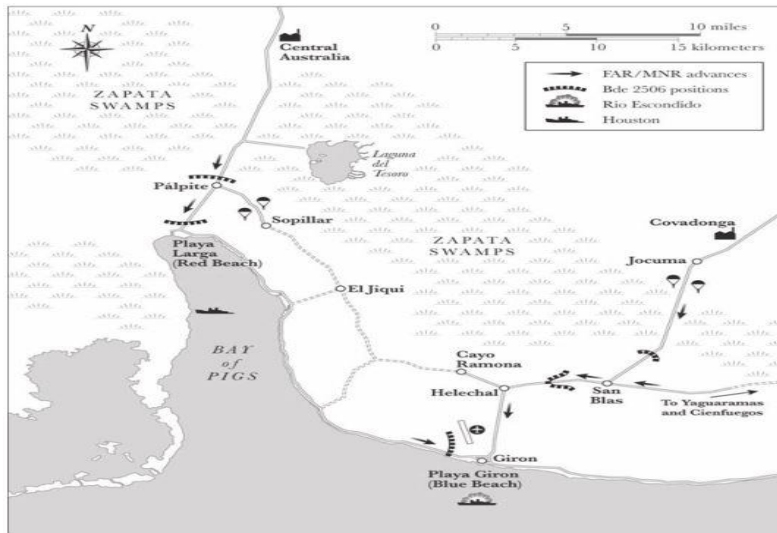 N
Central
Australia
0 5 10 miles
0 5 10 15 kilometers
ZAPATA
SWAMPS
FAR/MNR advances
Bde 2506 positions
Rio Escondido
Houston
Laguna
del
Tesoro
Pálpite
Sopillar
Covadonga
ZAPATA
SWAMPS
Jocuma
Playa
Larga
(Red Beach)
El Jiqui
BAY
of
PIGS
Cayo
Ramona
Helechal
San
Blas
To Yaguaramas
and Cienfuegos
Giron
Playa Giron
(Blue Beach)